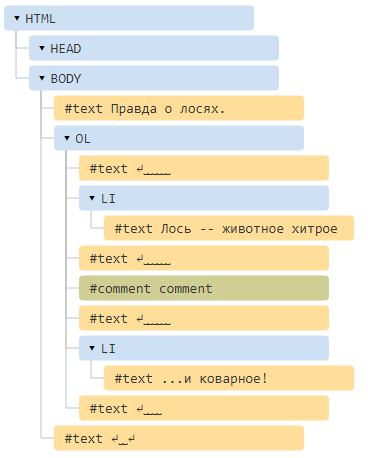 ▼ HTML
▼ HEAD
▼ BODY
#text Правда о лосях.
▼ OL
#text ↵␣␣␣␣␣␣
▼ LI
#text Лось -- животное хитрое
#text ↵␣␣␣␣␣␣
#comment comment
#text ↵␣␣␣␣␣␣
▼ LI
#text ...и коварное!
#text ↵␣␣␣␣
#text ↵␣␣↵